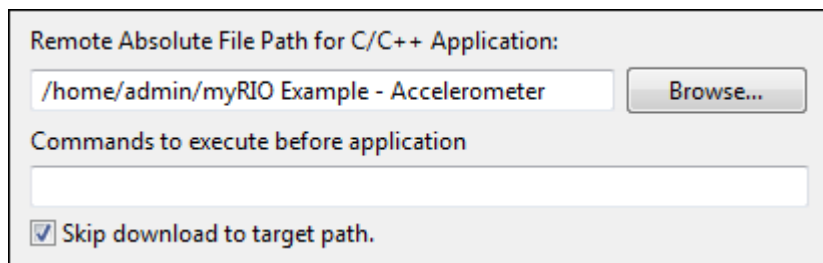 Remote Absolute File Path for C/C++ Application:
/home/admin/myRIO Example - Accelerometer
Browse...
Commands to execute before application
Skip download to target path.